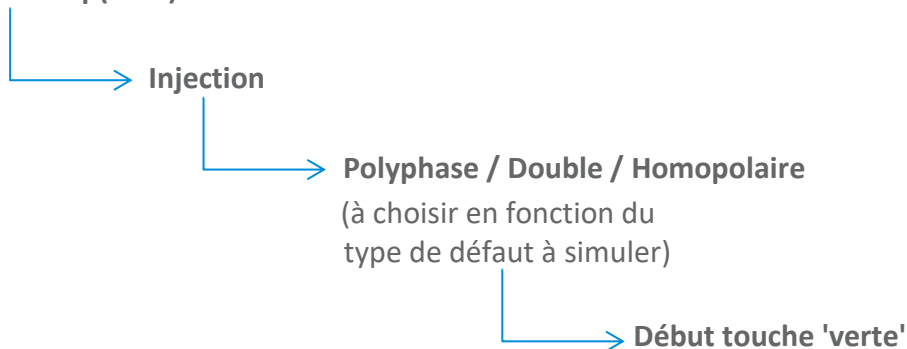 Injection
Polyphase / Double / Homopolaire
(à choisir en fonction du
type de défaut à simuler)
Début touche 'verte'